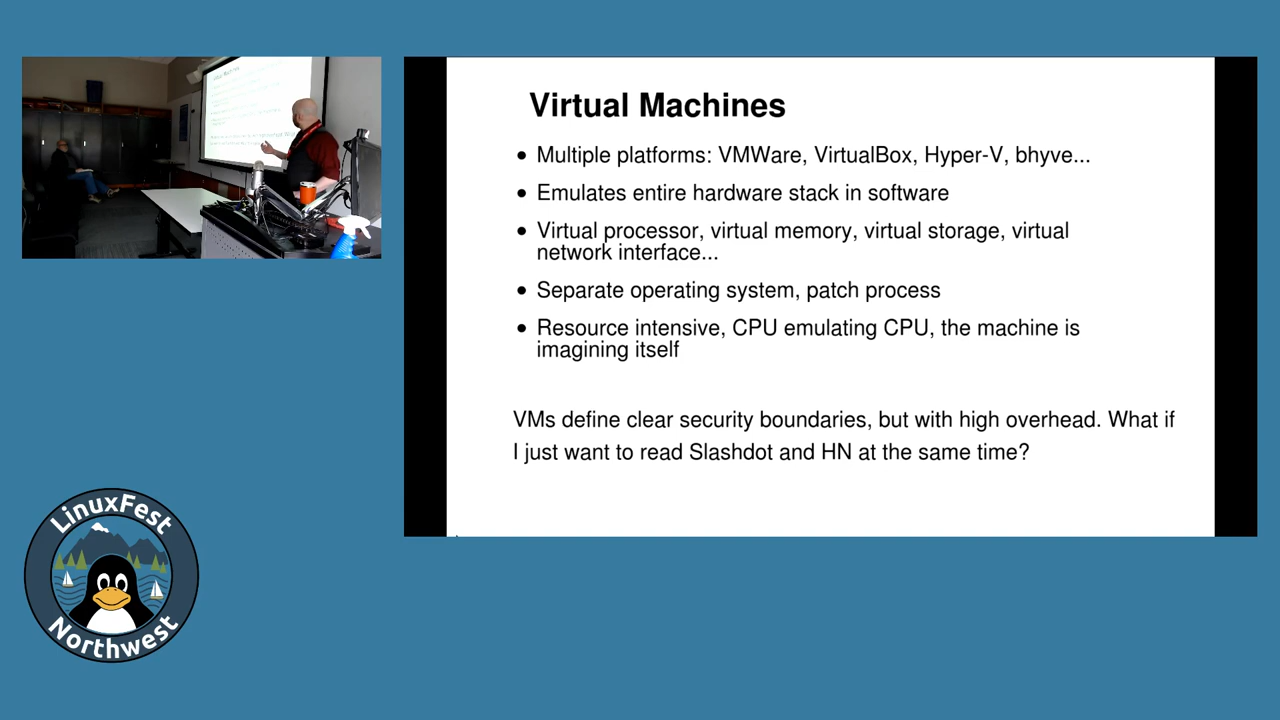 Virtual Machines
• Multiple platforms: VMWare, VirtualBox, Hyper-V, bhyve...
• Emulates entire hardware stack in software
• Virtual processor, virtual memory, virtual storage, virtual
network interface...
• Separate operating system, patch process
• Resource intensive, CPU emulating CPU, the machine is
imagining itself
VMs define clear security boundaries, but with high overhead. What if
I just want to read Slashdot and HN at the same time?
LinuxFest
Northwest